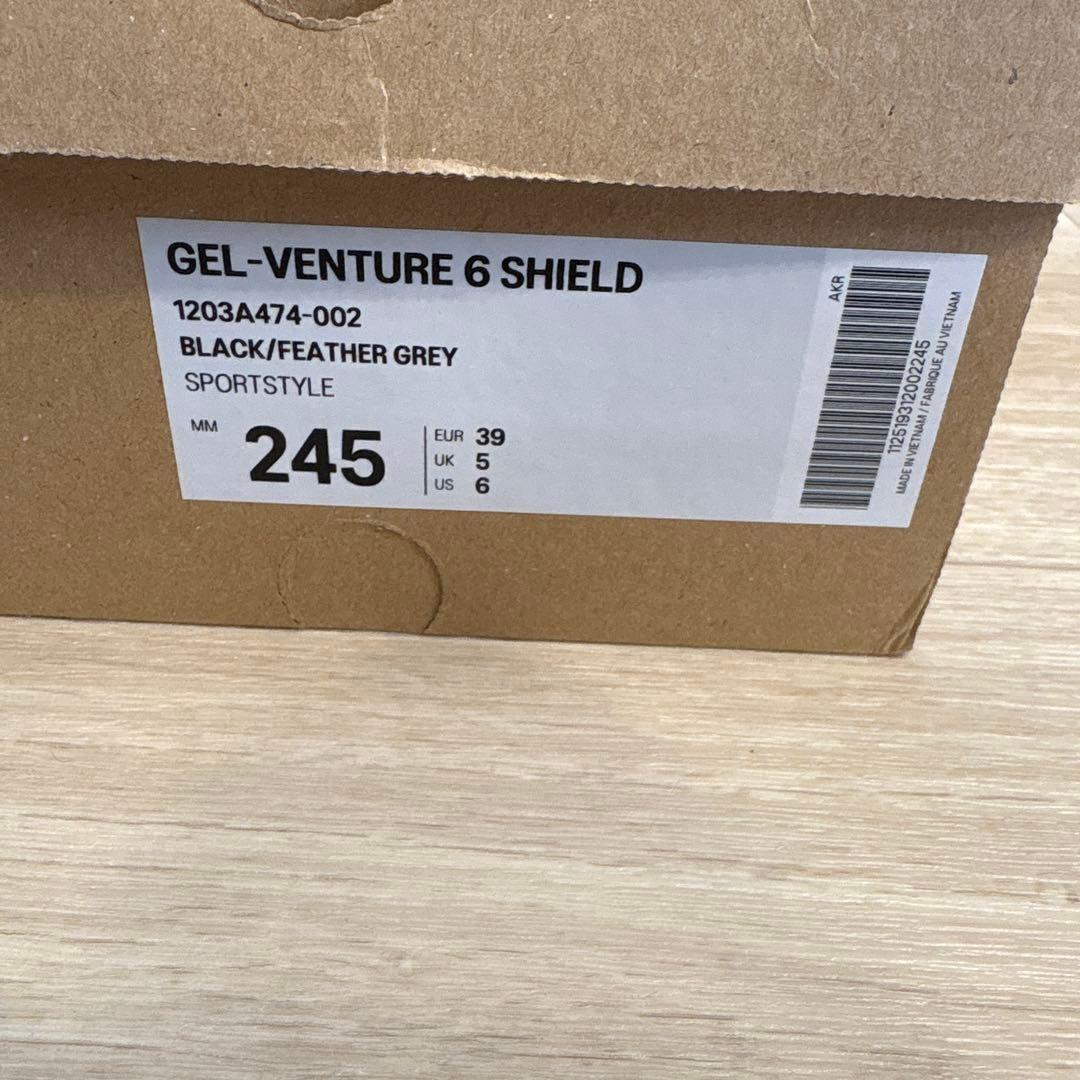 GEL-VENTURE 6 SHIELD
1203A474-002
BLACK/FEATHER GREY
SPORTSTYLE
MM 245
EUR 39
UK 5
US 6
AKR
112519312002245
MADE IN VIETNAM / FABRIQUE AU VIETNAM